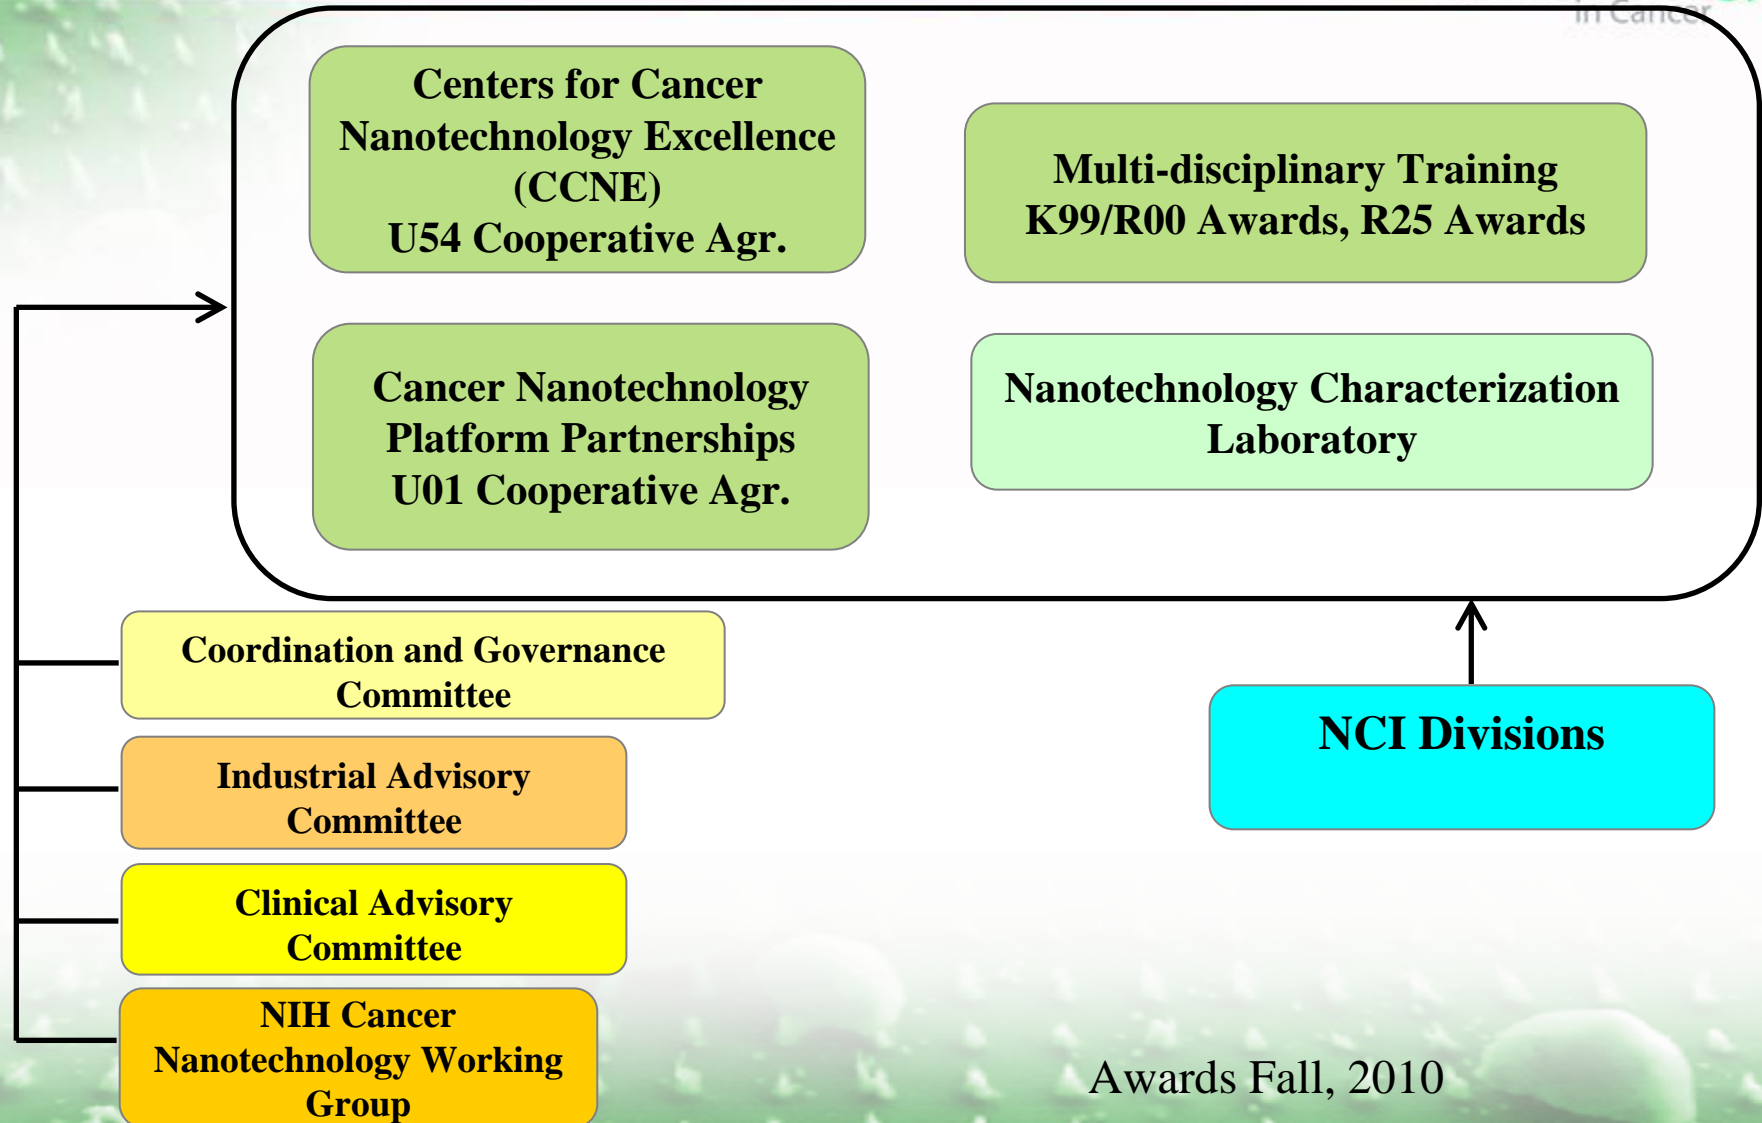 in Cancer
Centers for Cancer
Nanotechnology Excellence
(CCNE)
U54 Cooperative Agr.
Multi-disciplinary Training
K99/R00 Awards, R25 Awards
Cancer Nanotechnology
Platform Partnerships
U01 Cooperative Agr.
Nanotechnology Characterization
Laboratory
Coordination and Governance
Committee
Industrial Advisory
Committee
Clinical Advisory
Committee
NIH Cancer
Nanotechnology Working
Group
NCI Divisions
Awards Fall, 2010